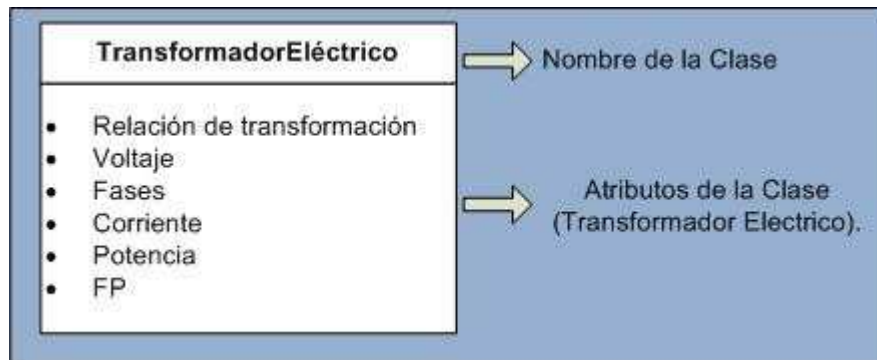 TransformadorEléctrico
Nombre de la Clase
• Relación de transformación
• Voltaje
• Fases
• Corriente
• Potencia
• FP
Atributos de la Clase
(Transformador Electrico).